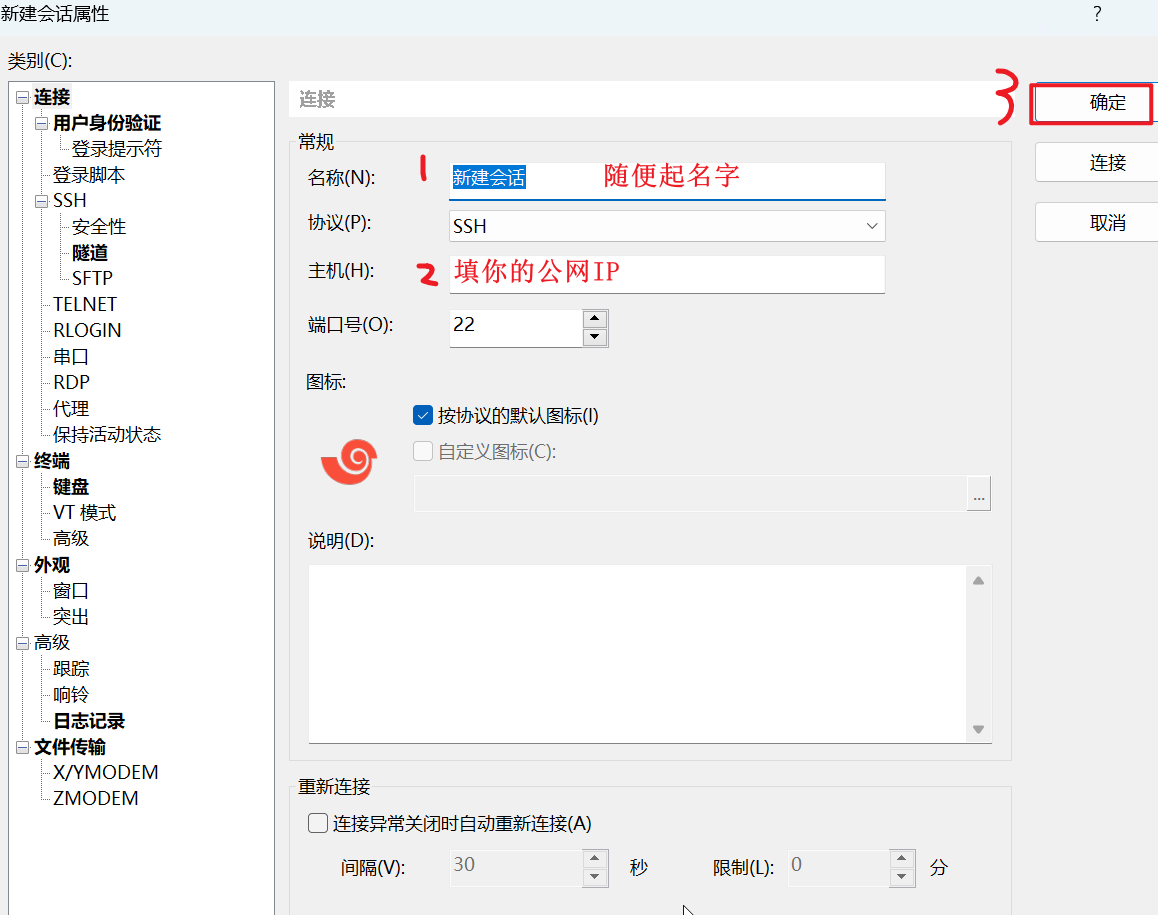 新建会话属性
?
类别(C):
连接
用户身份验证
登录提示符
登录脚本
SSH
安全性
隧道
SFTP
TELNET
RLOGIN
串口
RDP
代理
保持活动状态
终端
键盘
VT 模式
高级
外观
窗口
突出
高级
跟踪
响铃
日志记录
文件传输
X/YMODEM
ZMODEM
连接
常规
名称(N):
1
新建会话
随便起名字
协议(P):
SSH
主机(H):
2
填你的公网IP
端口号(O):
22
图标:
按协议的默认图标(I)
自定义图标(C):
...
说明(D):
重新连接
连接异常关闭时自动重新连接(A)
间隔(V):
30
秒
限制(L):
0
分
3
确定
连接
取消